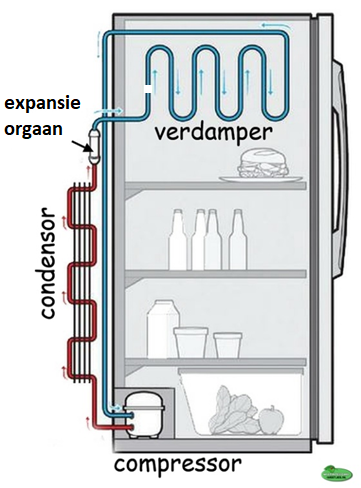 expansie
orgaan
verdamper
condensor
compressor